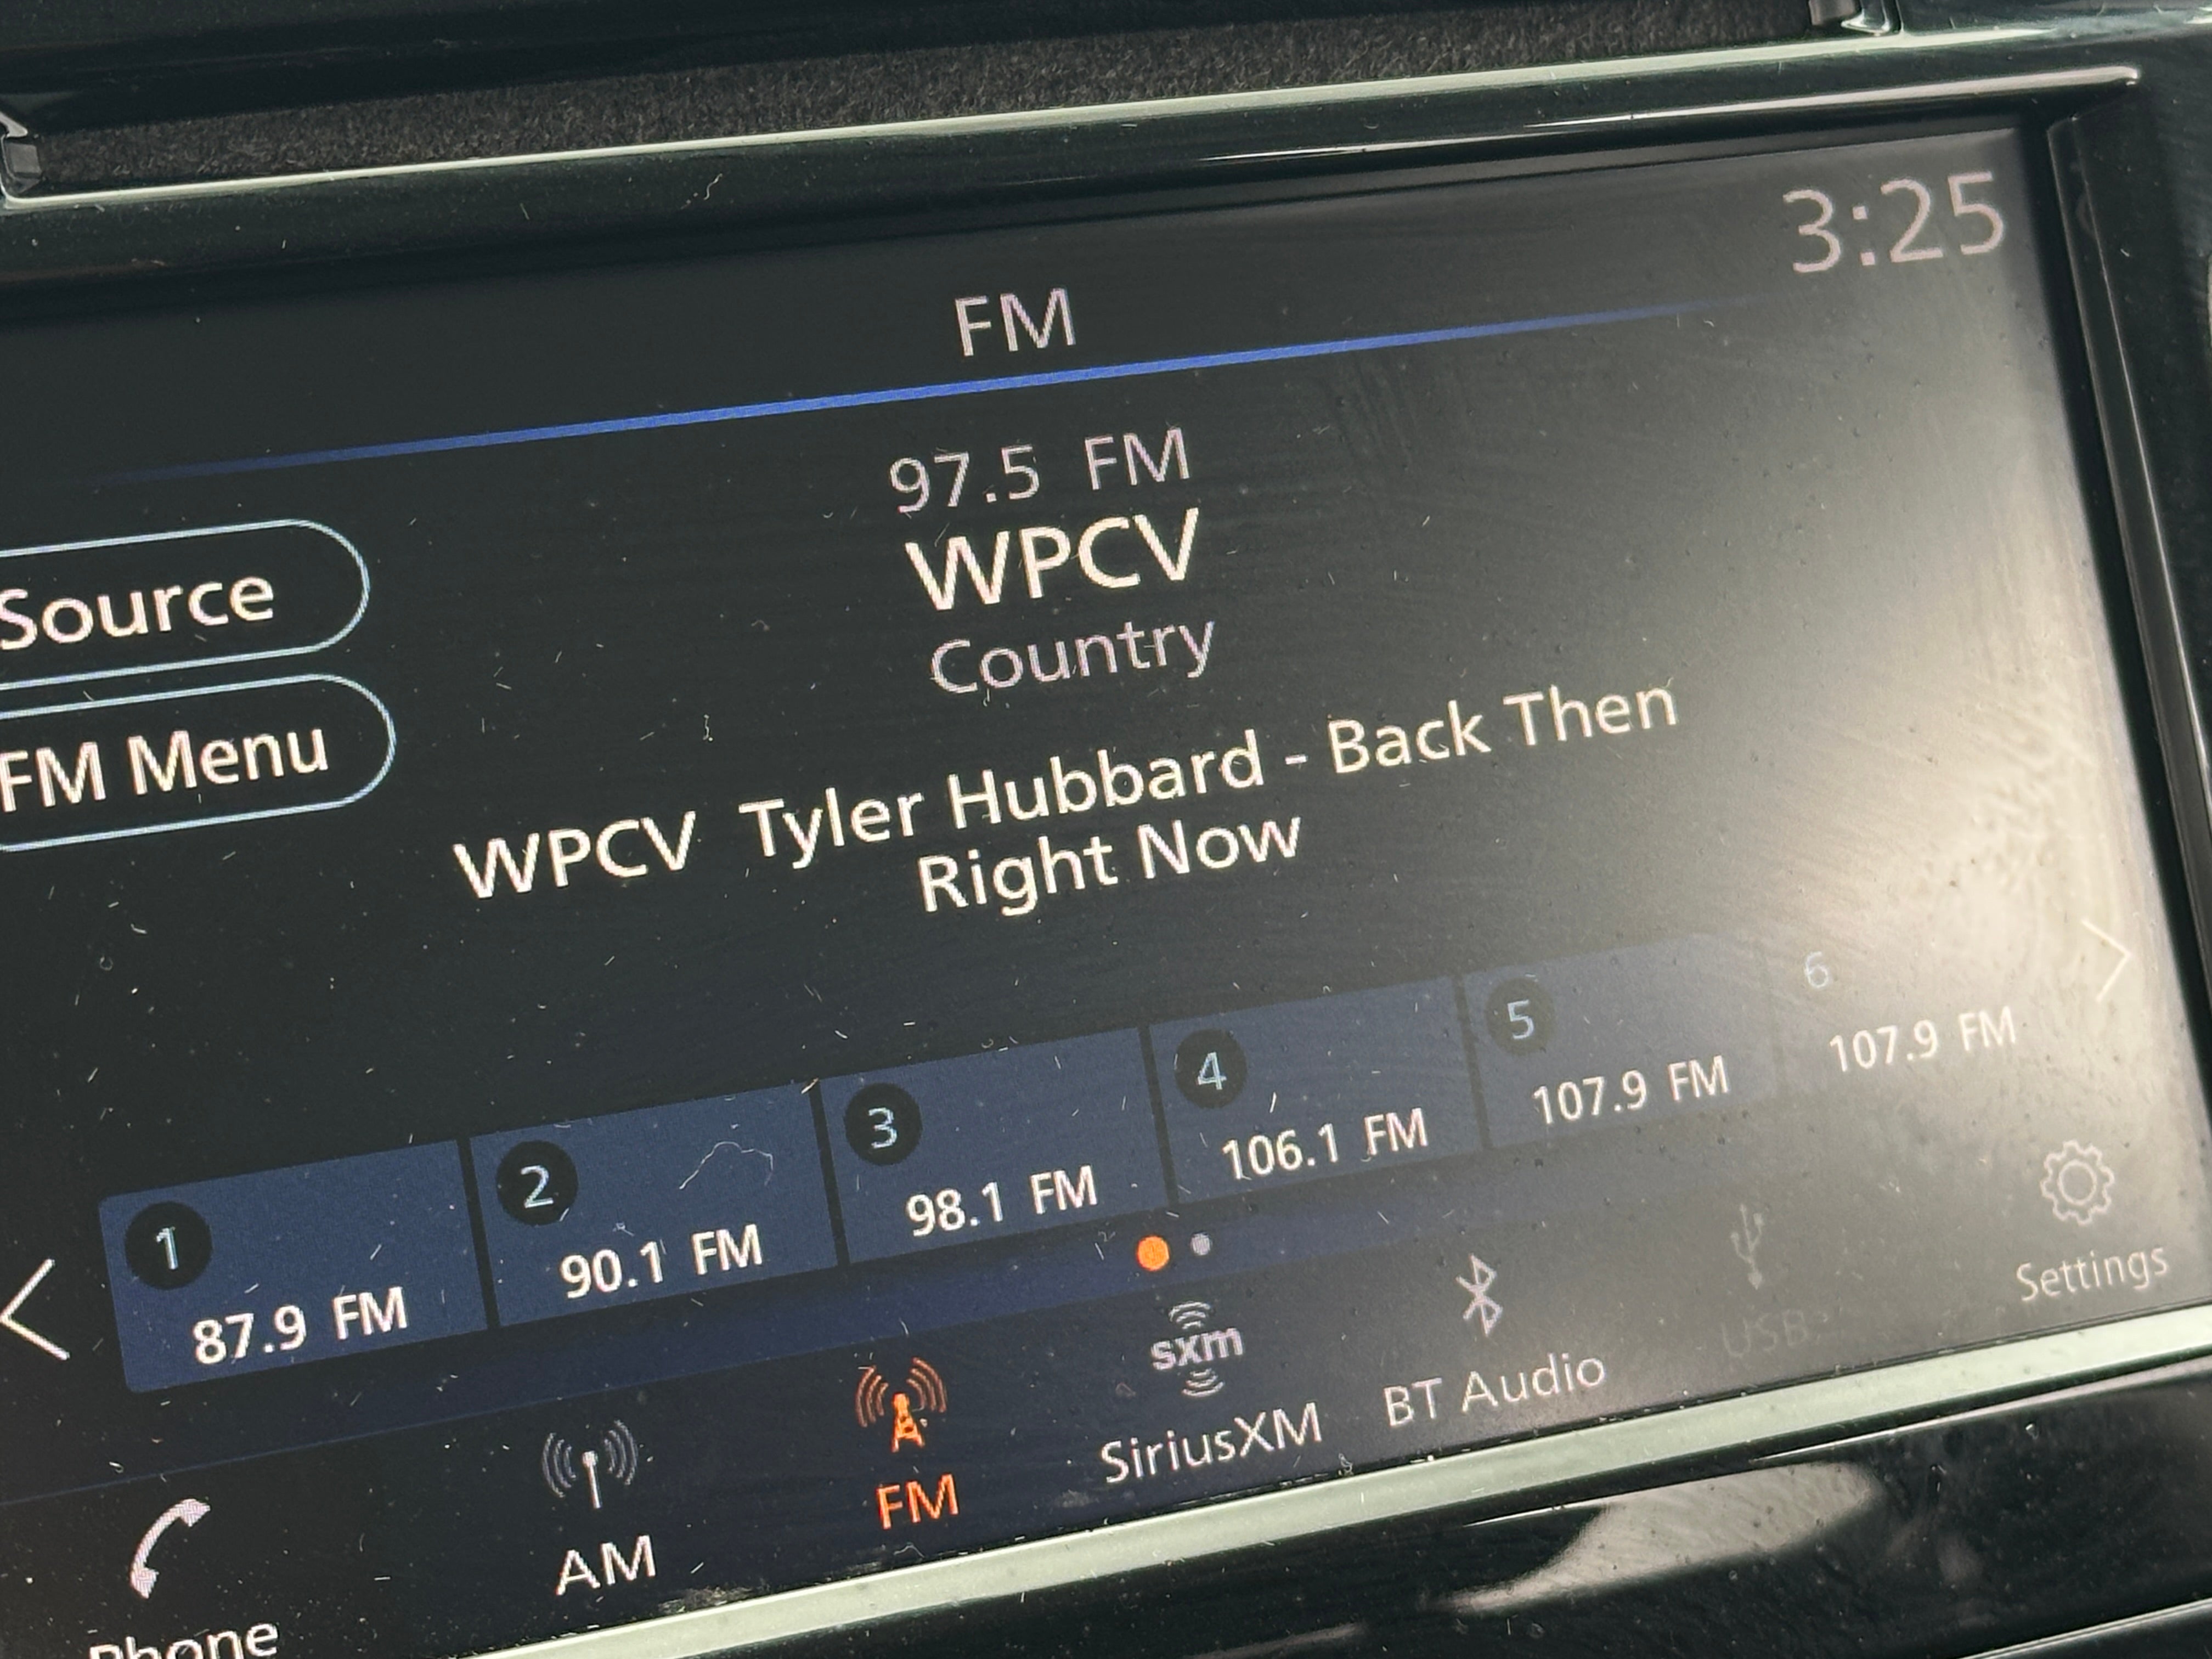 3:25
FM
97.5 FM
WPCV
Country
Source
FM Menu
WPCV Tyler Hubbard - Back Then
Right Now
1
87.9 FM
2
90.1 FM
3
98.1 FM
4
106.1 FM
5
107.9 FM
6
107.9 FM
Phone
AM
FM
sxm
SiriusXM
BT Audio
USB
Settings